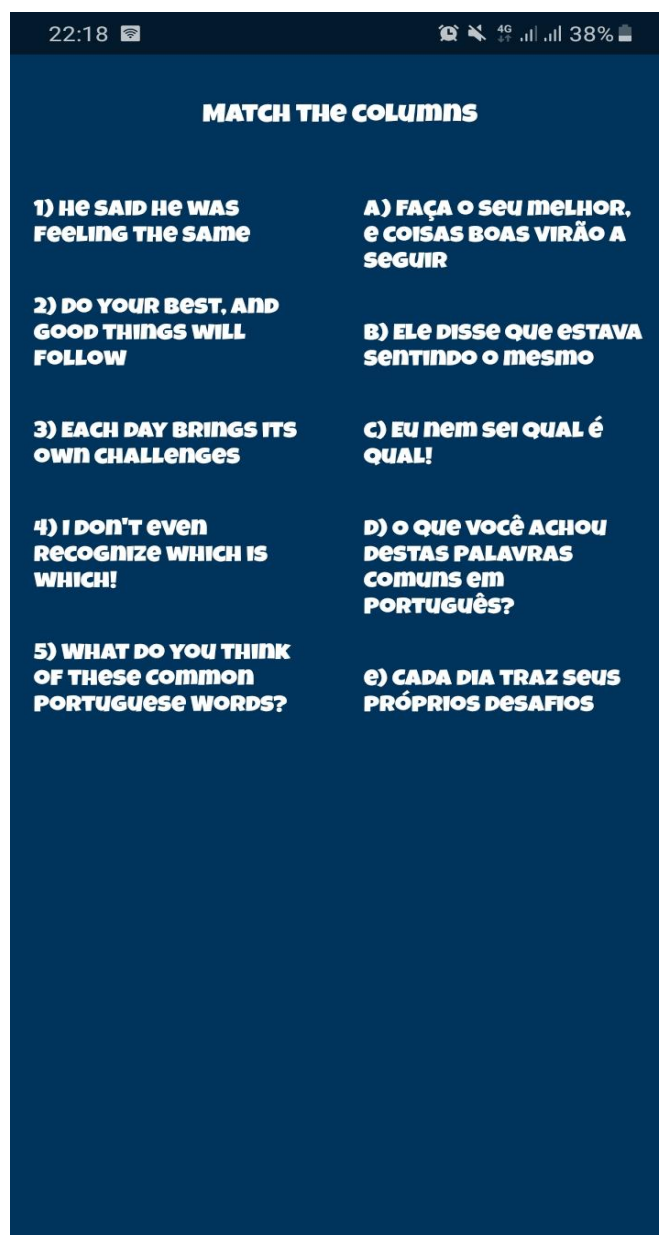 22:18
4G 38%
Match the columns
1) He said he was
feeling the same
2) Do your best, and
good things will
follow
3) Each day brings its
own challenges
4) I don't even
recognize which is
which!
5) What do you think
of these common
Portuguese words?
A) Faça o seu melhor,
e coisas boas virão a
seguir
B) Ele disse que estava
sentindo o mesmo
C) Eu nem sei qual é
qual!
D) O que você achou
destas palavras
comuns em
português?
E) Cada dia traz seus
próprios desafios